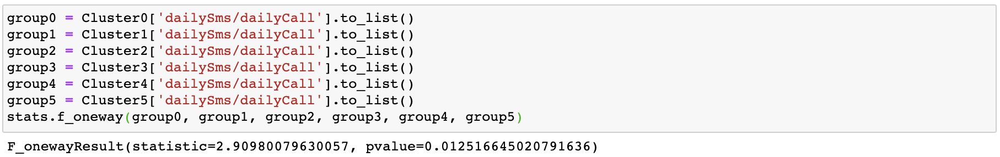 group0 = Cluster0['dailySms/dailyCall'].to_list()
group1 = Cluster1['dailySms/dailyCall'].to_list()
group2 = Cluster2['dailySms/dailyCall'].to_list()
group3 = Cluster3['dailySms/dailyCall'].to_list()
group4 = Cluster4['dailySms/dailyCall'].to_list()
group5 = Cluster5['dailySms/dailyCall'].to_list()
stats.f_oneway(group0, group1, group2, group3, group4, group5)
F_onewayResult(statistic=2.90980079630057, pvalue=0.012516645020791636)